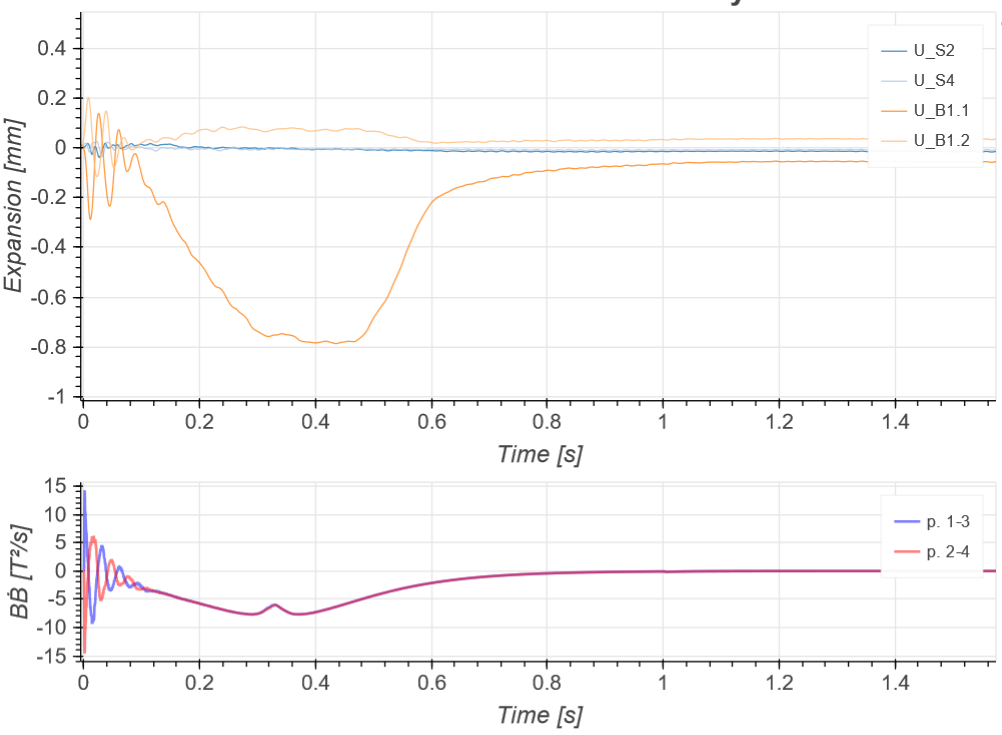 y
0.4
0.2
0
-0.2
-0.4
-0.6
-0.8
-1
Expansion [mm]
U_S2
U_S4
U_B1.1
U_B1.2
0 0.2 0.4 0.6 0.8 1 1.2 1.4
Time [s]
15
10
5
0
-5
-10
-15
BḂ [T²/s]
p. 1-3
p. 2-4
0 0.2 0.4 0.6 0.8 1 1.2 1.4
Time [s]